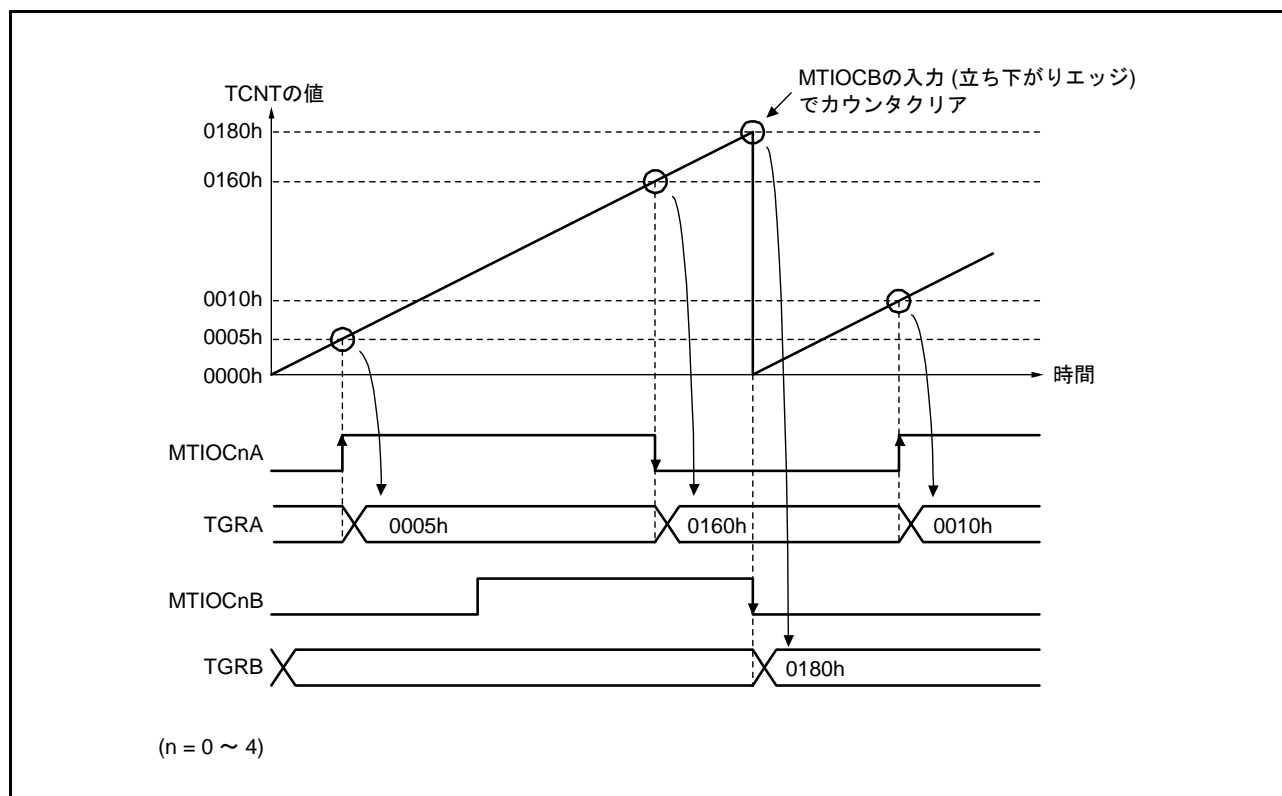 MTIOCBの入力 (立ち下がりエッジ)
でカウンタクリア
TCNTの値
0180h
0160h
0010h
0005h
0000h
時間
MTIOCnA
TGRA
0005h
0160h
0010h
MTIOCnB
TGRB
0180h
(n = 0 ～ 4)